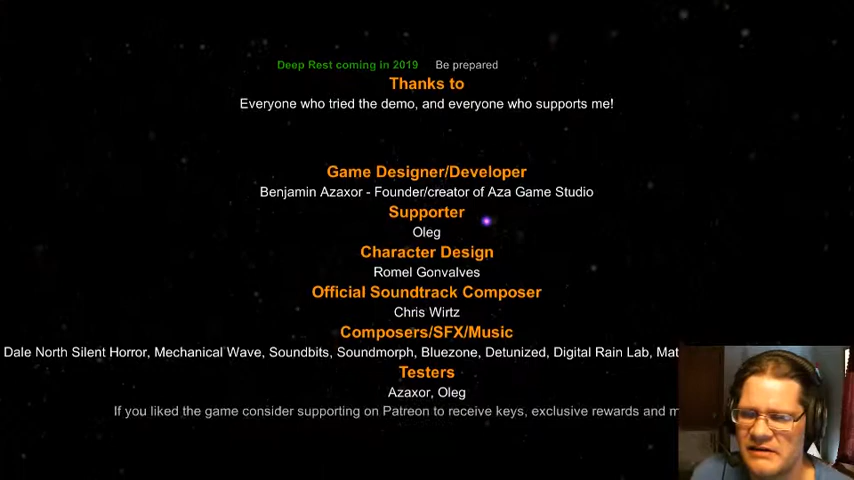 Deep Rest coming in 2019 Be prepared
Thanks to
Everyone who tried the demo, and everyone who supports me!
Game Designer/Developer
Benjamin Azaxor - Founder/creator of Aza Game Studio
Supporter
Oleg
Character Design
Romel Gonvalves
Official Soundtrack Composer
Chris Wirtz
Composers/SFX/Music
Dale North Silent Horror, Mechanical Wave, Soundbits, Soundmorph, Bluezone, Detunized, Digital Rain Lab, Mat
Testers
Azaxor, Oleg
If you liked the game consider supporting on Patreon to receive keys, exclusive rewards and m